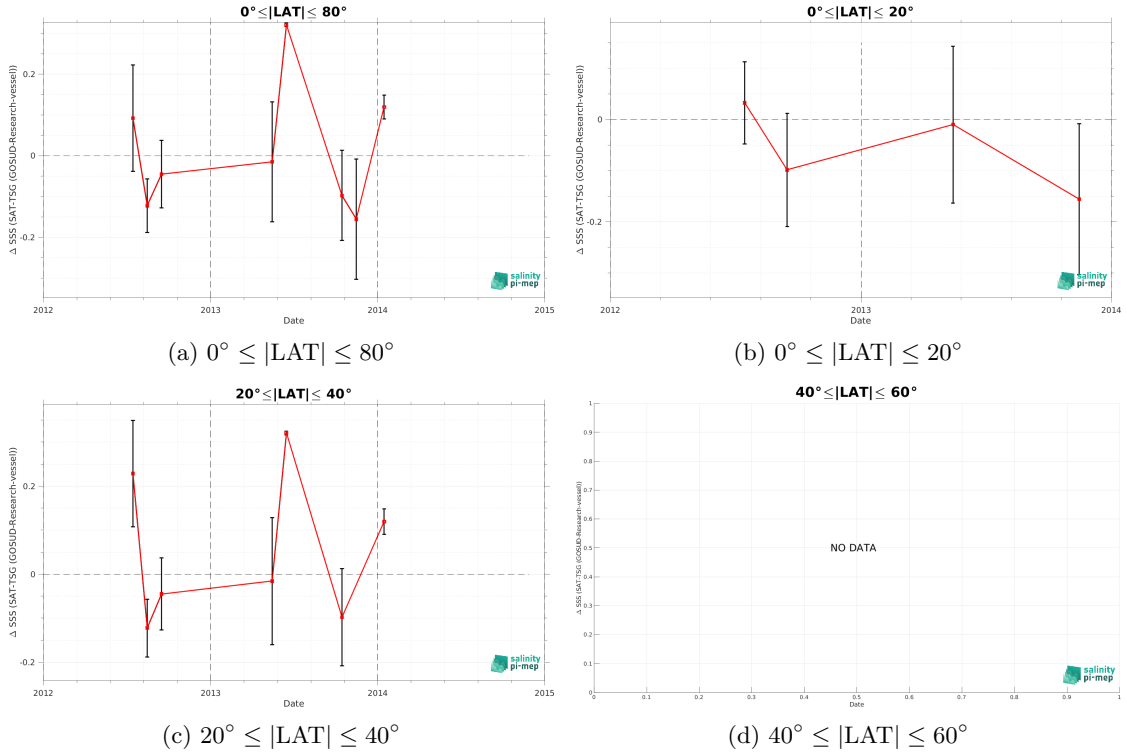 0°≤|LAT|≤ 80°
Δ SSS (SAT-TSG (GOSUD-Research-vessel))
0.2
0
-0.2
2012
2013
2014
2015
Date
salinity
pi-mep
(a) 0° ≤ |LAT| ≤ 80°
0°≤|LAT|≤ 20°
Δ SSS (SAT-TSG (GOSUD-Research-vessel))
0
-0.2
2012
2013
2014
Date
salinity
pi-mep
(b) 0° ≤ |LAT| ≤ 20°
20°≤|LAT|≤ 40°
Δ SSS (SAT-TSG (GOSUD-Research-vessel))
0.2
0
-0.2
2012
2013
2014
2015
Date
salinity
pi-mep
(c) 20° ≤ |LAT| ≤ 40°
40°≤|LAT|≤ 60°
Δ SSS (SAT-TSG (GOSUD-Research-vessel))
1
0.9
0.8
0.7
0.6
0.5
0.4
0.3
0.2
0.1
0
NO DATA
0
0.1
0.2
0.3
0.4
0.5
0.6
0.7
0.8
0.9
1
Date
salinity
pi-mep
(d) 40° ≤ |LAT| ≤ 60°